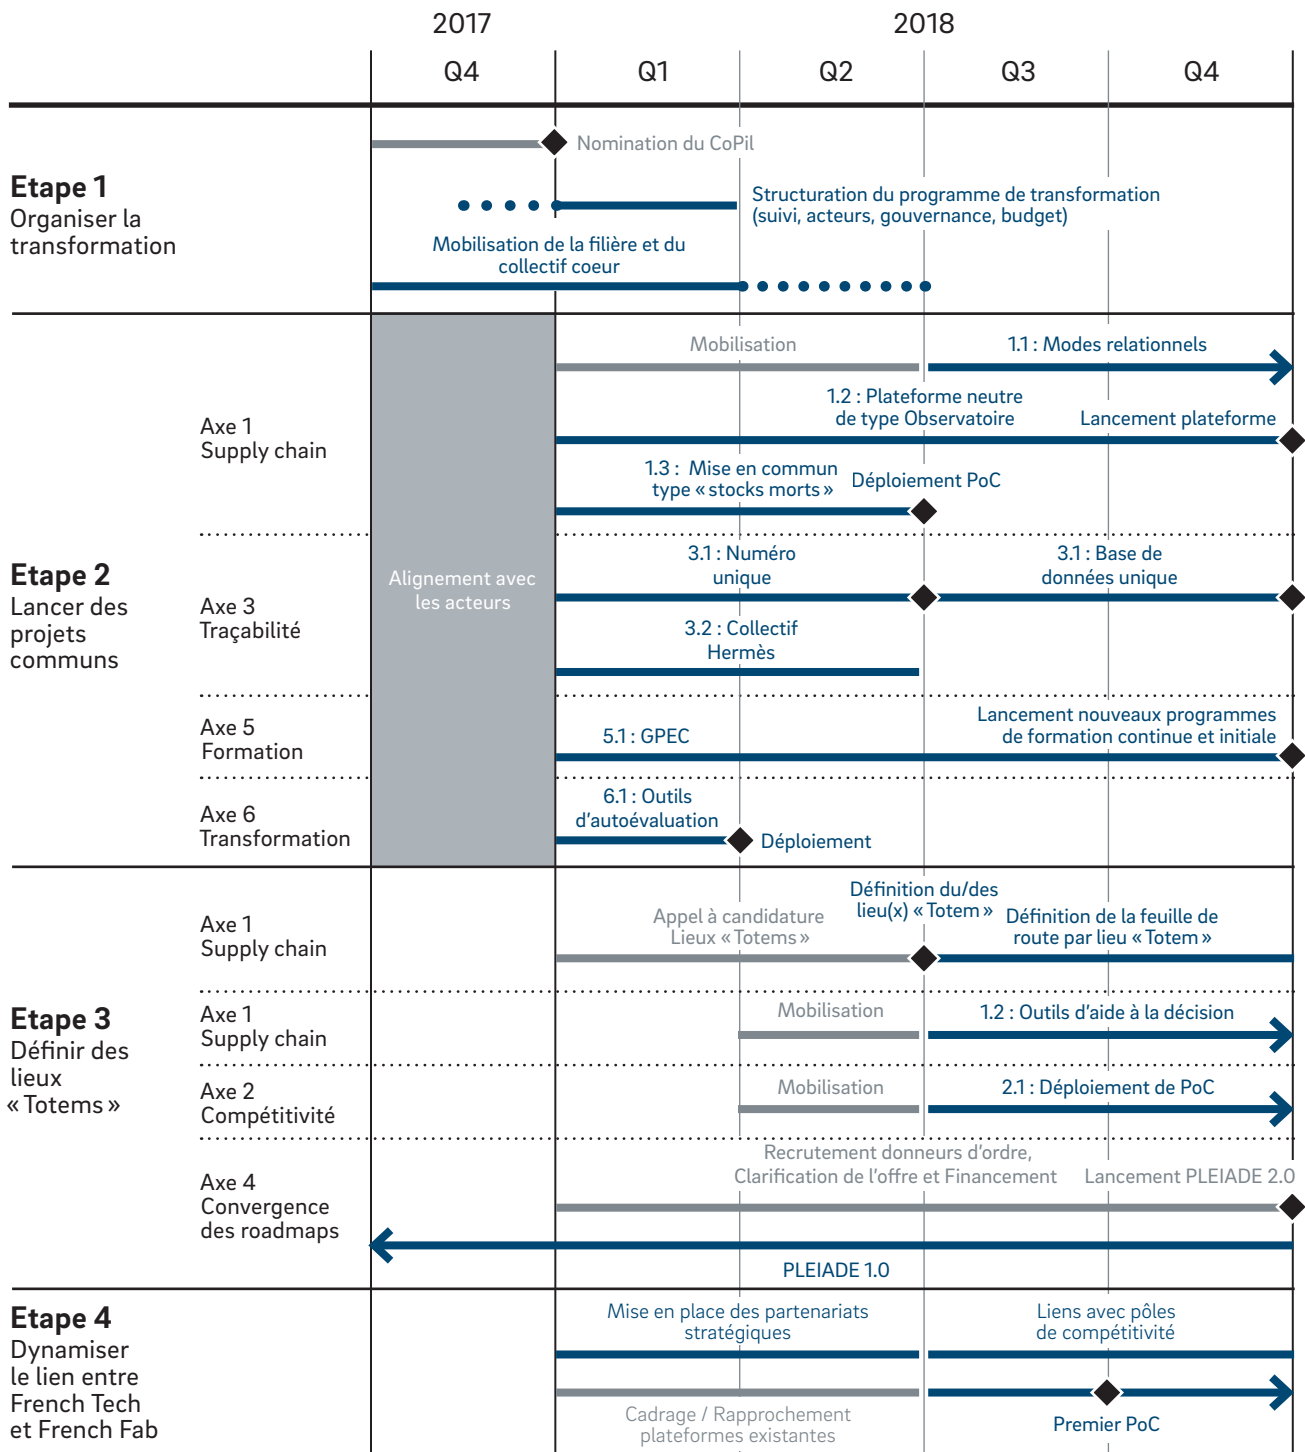 2017
2018
Q4
Q1
Q2
Q3
Q4
Etape 1
Organiser la
transformation
Nomination du CoPil
Structuration du programme de transformation
(suivi, acteurs, gouvernance, budget)
Mobilisation de la filière et du
collectif coeur
Etape 2
Lancer des
projets
communs
Alignement avec
les acteurs
Axe 1
Supply chain
Mobilisation
1.1 : Modes relationnels
1.2 : Plateforme neutre
de type Observatoire
Lancement plateforme
1.3 : Mise en commun
type « stocks morts »
Déploiement PoC
Axe 3
Traçabilité
3.1 : Numéro
unique
3.1 : Base de
données unique
3.2 : Collectif
Hermès
Axe 5
Formation
5.1 : GPEC
Lancement nouveaux programmes
de formation continue et initiale
Axe 6
Transformation
6.1 : Outils
d'autoévaluation
Déploiement
Etape 3
Définir des
lieux
« Totems »
Axe 1
Supply chain
Appel à candidature
Lieux « Totems »
Définition du/des
lieu(x) « Totem »
Définition de la feuille de
route par lieu « Totem »
Axe 1
Supply chain
Mobilisation
1.2 : Outils d'aide à la décision
Axe 2
Compétitivité
Mobilisation
2.1 : Déploiement de PoC
Axe 4
Convergence
des roadmaps
Recrutement donneurs d'ordre,
Clarification de l'offre et Financement
Lancement PLEIADE 2.0
PLEIADE 1.0
Etape 4
Dynamiser
le lien entre
French Tech
et French Fab
Mise en place des partenariats
stratégiques
Liens avec pôles
de compétitivité
Cadrage / Rapprochement
plateformes existantes
Premier PoC